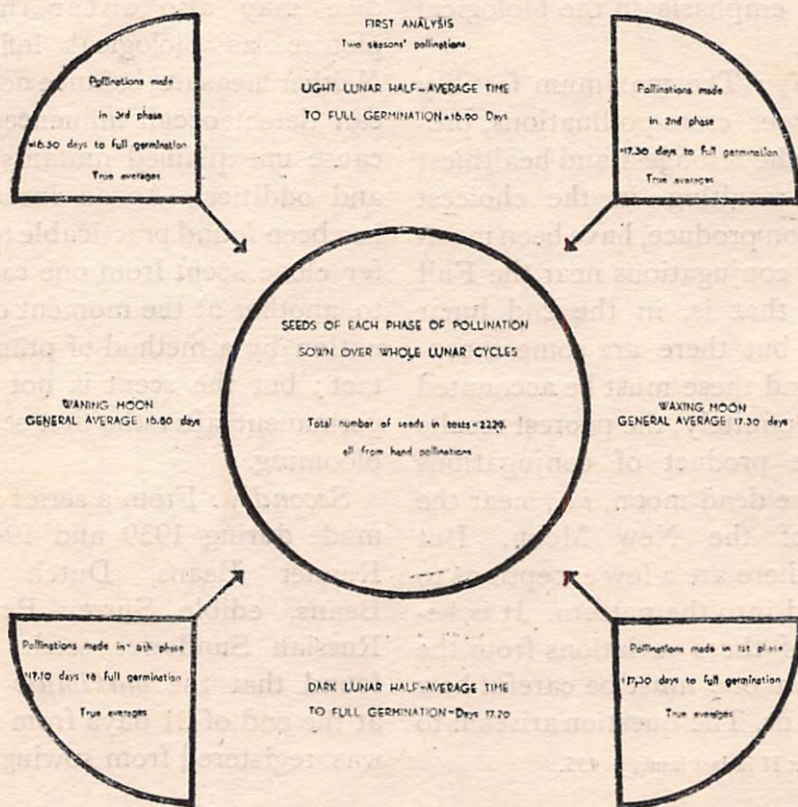 FIRST ANALYSIS
Two seasons' pollinations
LIGHT LUNAR HALF=AVERAGE TIME
TO FULL GERMINATION=16.90 Days
Pollinations made
in 3rd phase
=16.50 days to full germination
True averages
Pollinations made
in 2nd phase
=17.30 days to full germination
True averages
SEEDS OF EACH PHASE OF POLLINATION
SOWN OVER WHOLE LUNAR CYCLES
Total number of seeds in tests=2229,
all from hand pollinations
WANING MOON
GENERAL AVERAGE 16.80 days
WAXING MOON
GENERAL AVERAGE 17.30 days
Pollinations made in 4th phase
=17.10 days to full germination
True averages
DARK LUNAR HALF=AVERAGE TIME
TO FULL GERMINATION=Days 17.20
Pollinations made in 1st phase
=17.30 days to full germination
True averages